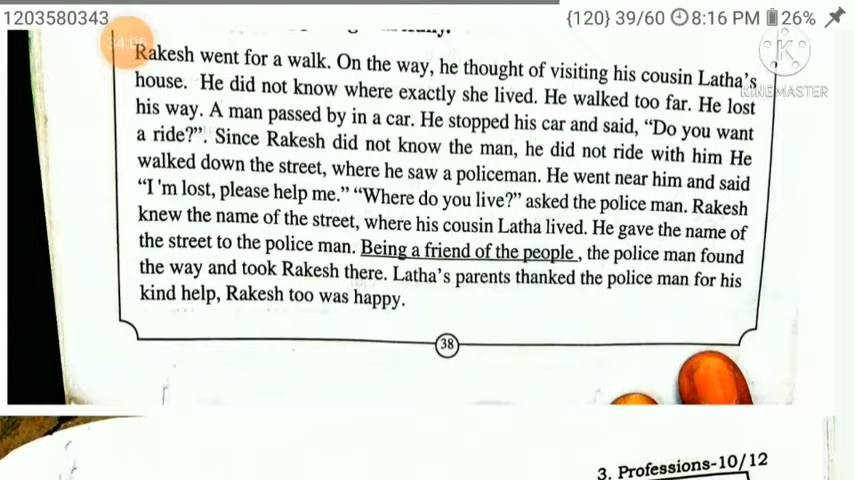 1203580343
{120} 39/60 8:16 PM 26%
34:06
K
KINEMASTER
Rakesh went for a walk. On the way, he thought of visiting his cousin Latha's
house. He did not know where exactly she lived. He walked too far. He lost
his way. A man passed by in a car. He stopped his car and said, “Do you want
a ride?”. Since Rakesh did not know the man, he did not ride with him He
walked down the street, where he saw a policeman. He went near him and said
“I 'm lost, please help me.” “Where do you live?” asked the police man. Rakesh
knew the name of the street, where his cousin Latha lived. He gave the name of
the street to the police man. Being a friend of the people , the police man found
the way and took Rakesh there. Latha's parents thanked the police man for his
kind help, Rakesh too was happy.
38
3. Professions-10/12